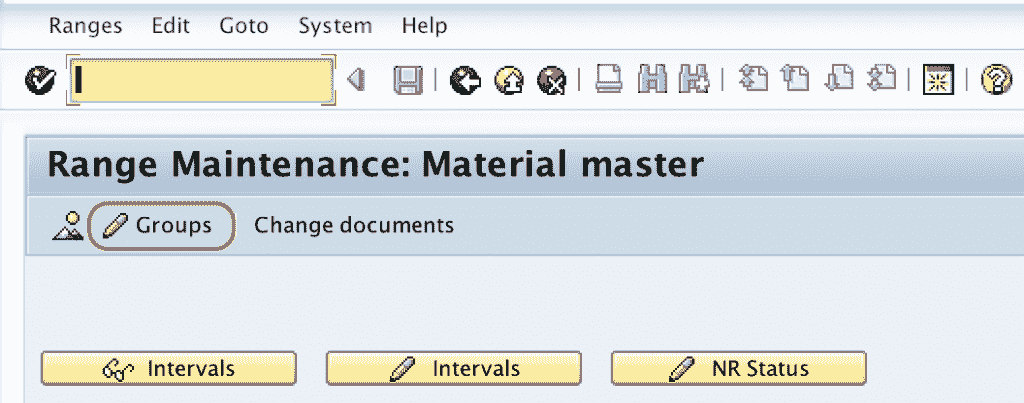 Ranges Edit Goto System Help
Range Maintenance: Material master
Groups Change documents
Intervals Intervals NR Status